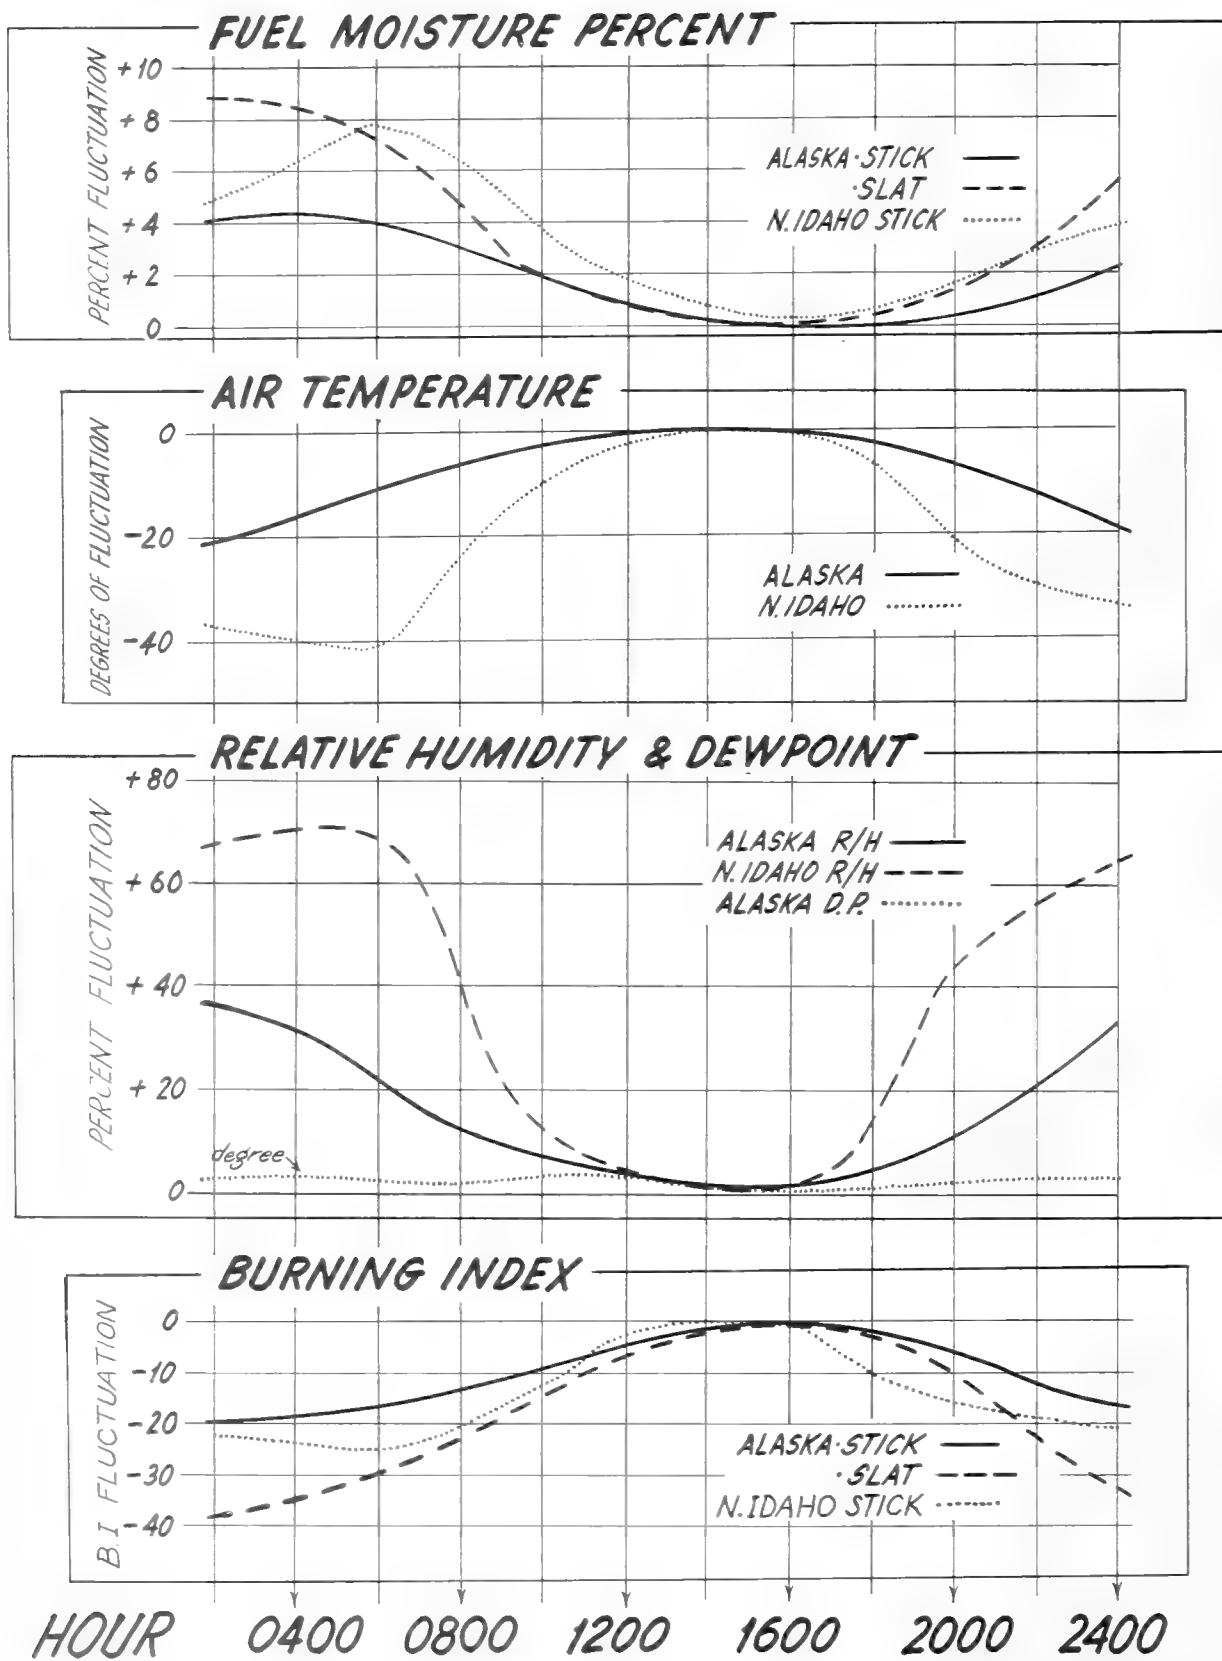 FUEL MOISTURE PERCENT
PERCENT FLUCTUATION
+10
+8
+6
+4
+2
0
ALASKA·STICK
·SLAT
N.IDAHO STICK
AIR TEMPERATURE
DEGREES OF FLUCTUATION
0
-20
-40
ALASKA
N.IDAHO
RELATIVE HUMIDITY & DEWPOINT
PERCENT FLUCTUATION
+80
+60
+40
+20
0
ALASKA R/H
N.IDAHO R/H
ALASKA D.P.
degree
BURNING INDEX
B.I FLUCTUATION
0
-10
-20
-30
-40
ALASKA·STICK
·SLAT
N.IDAHO STICK
HOUR 0400 0800 1200 1600 2000 2400